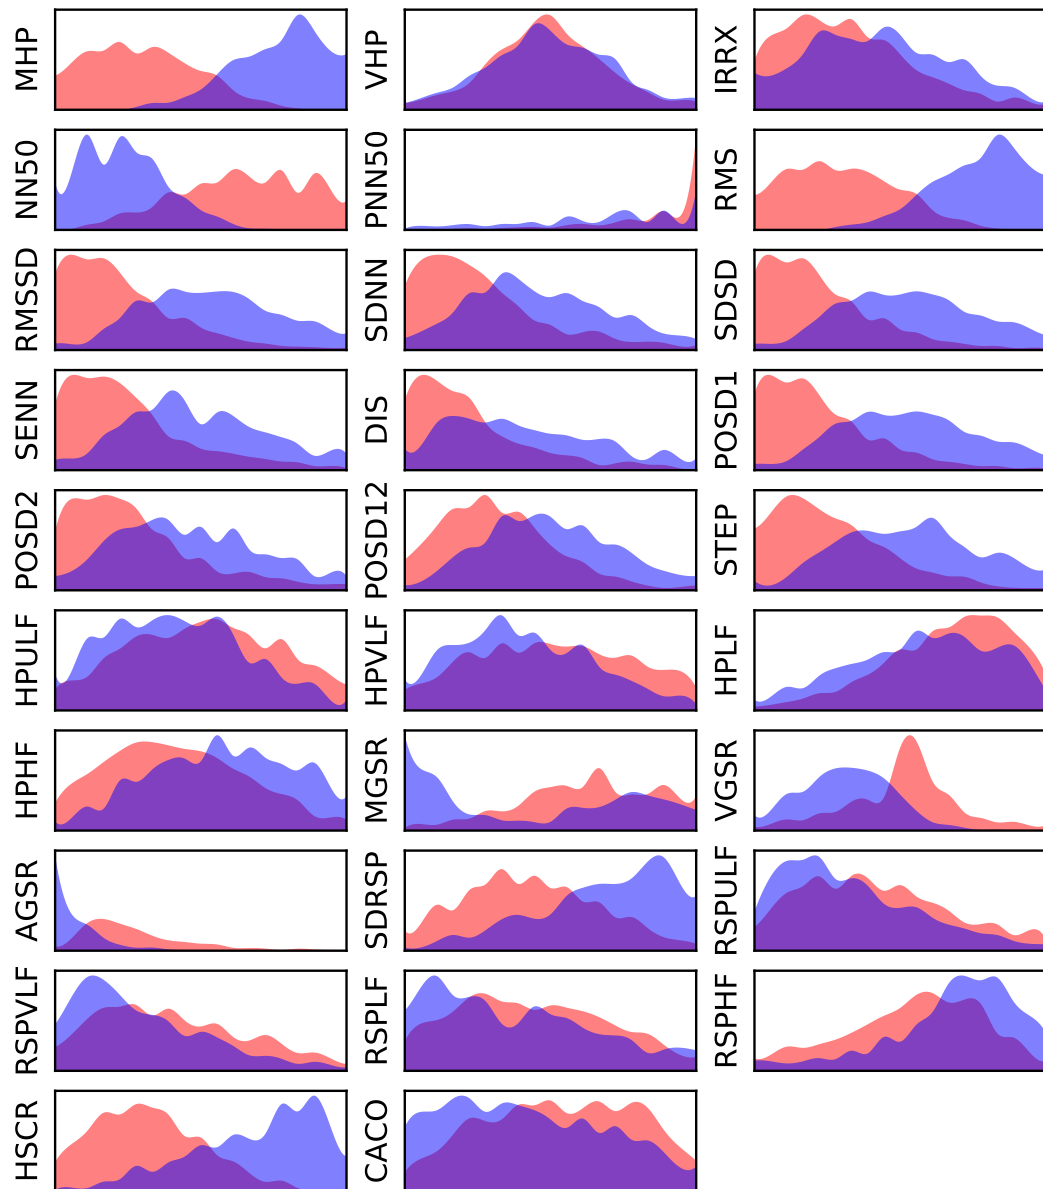 MHP
VHP
IRRX
NN50
PNN50
RMS
RMSSD
SDNN
SDSD
SENN
DIS
POSD1
POSD2
POSD12
STEP
HPULF
HPVLF
HPLF
HPHF
MGSR
VGSR
AGSR
SDRSP
RSPULF
RSPVLF
RSPLF
RSPHF
HSCR
CACO